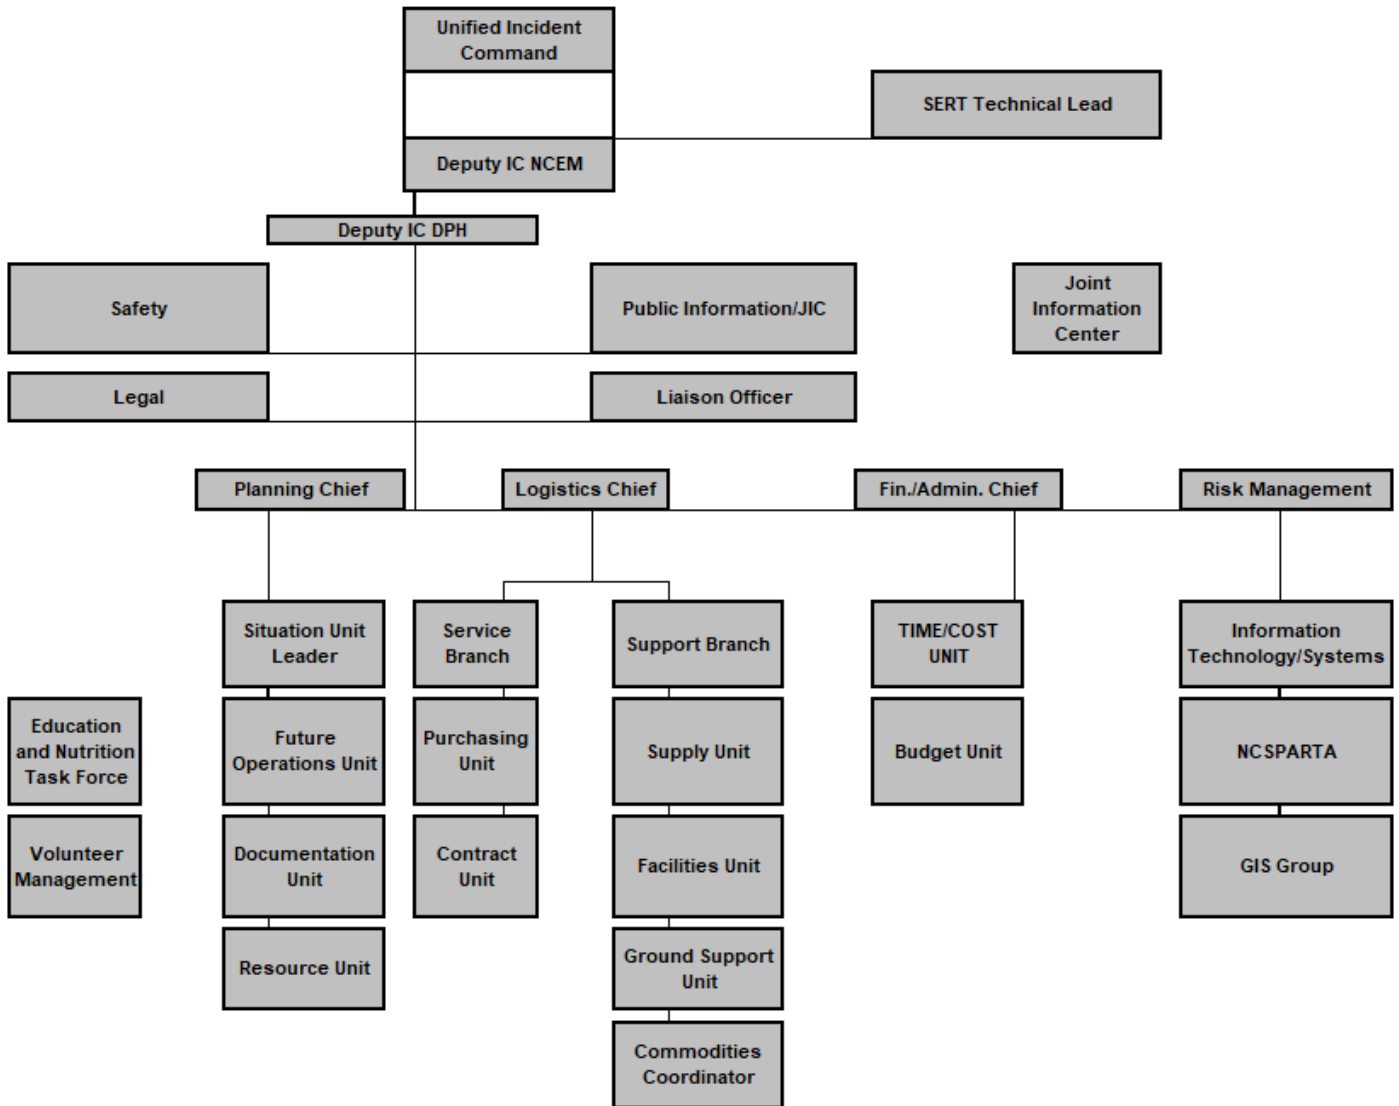 Unified Incident
Command
SERT Technical Lead
Deputy IC NCEM
Deputy IC DPH
Safety
Public Information/JIC
Joint
Information
Center
Legal
Liaison Officer
Planning Chief
Logistics Chief
Fin./Admin. Chief
Risk Management
Situation Unit
Leader
Service
Branch
Support Branch
TIME/COST
UNIT
Information
Technology/Systems
Education
and Nutrition
Task Force
Future
Operations Unit
Purchasing
Unit
Supply Unit
Budget Unit
NCSPARTA
Volunteer
Management
Documentation
Unit
Contract
Unit
Facilities Unit
GIS Group
Resource Unit
Ground Support
Unit
Commodities
Coordinator